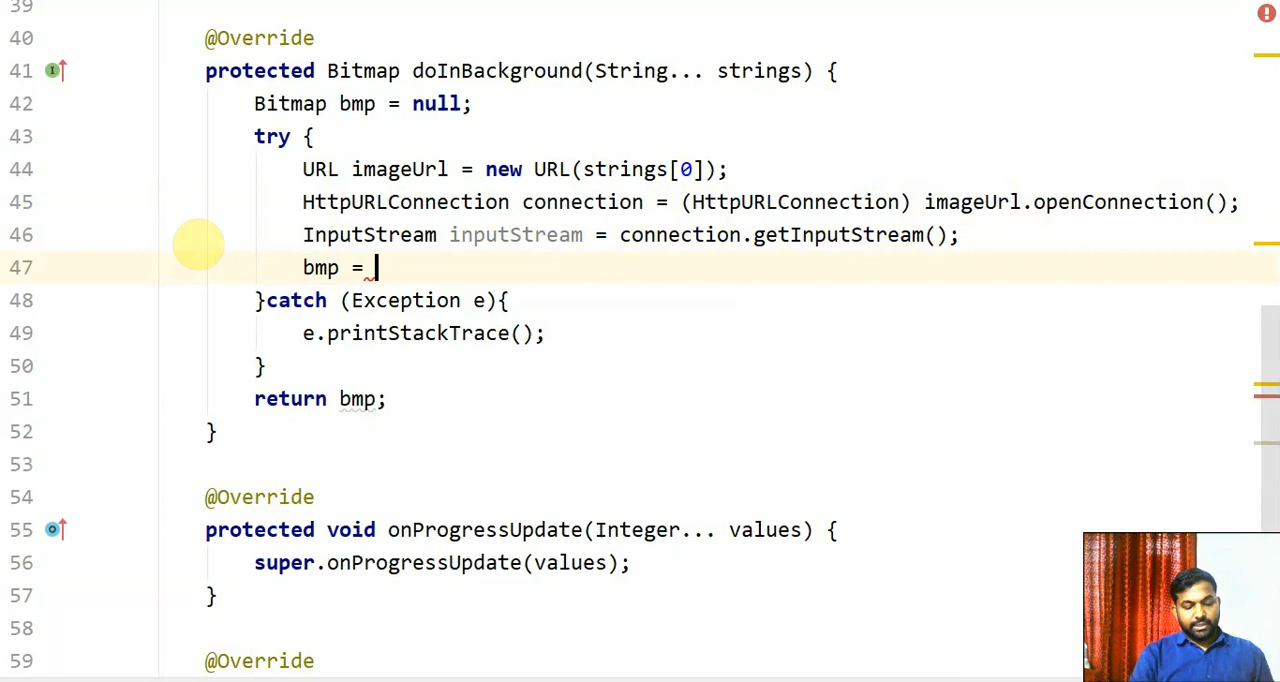 39
40 @Override
41 protected Bitmap doInBackground(String... strings) {
42 Bitmap bmp = null;
43 try {
44 URL imageUrl = new URL(strings[0]);
45 HttpURLConnection connection = (HttpURLConnection) imageUrl.openConnection();
46 InputStream inputStream = connection.getInputStream();
47 bmp =
48 }catch (Exception e){
49 e.printStackTrace();
50 }
51 return bmp;
52 }
53
54 @Override
55 protected void onProgressUpdate(Integer... values) {
56 super.onProgressUpdate(values);
57 }
58
59 @Override